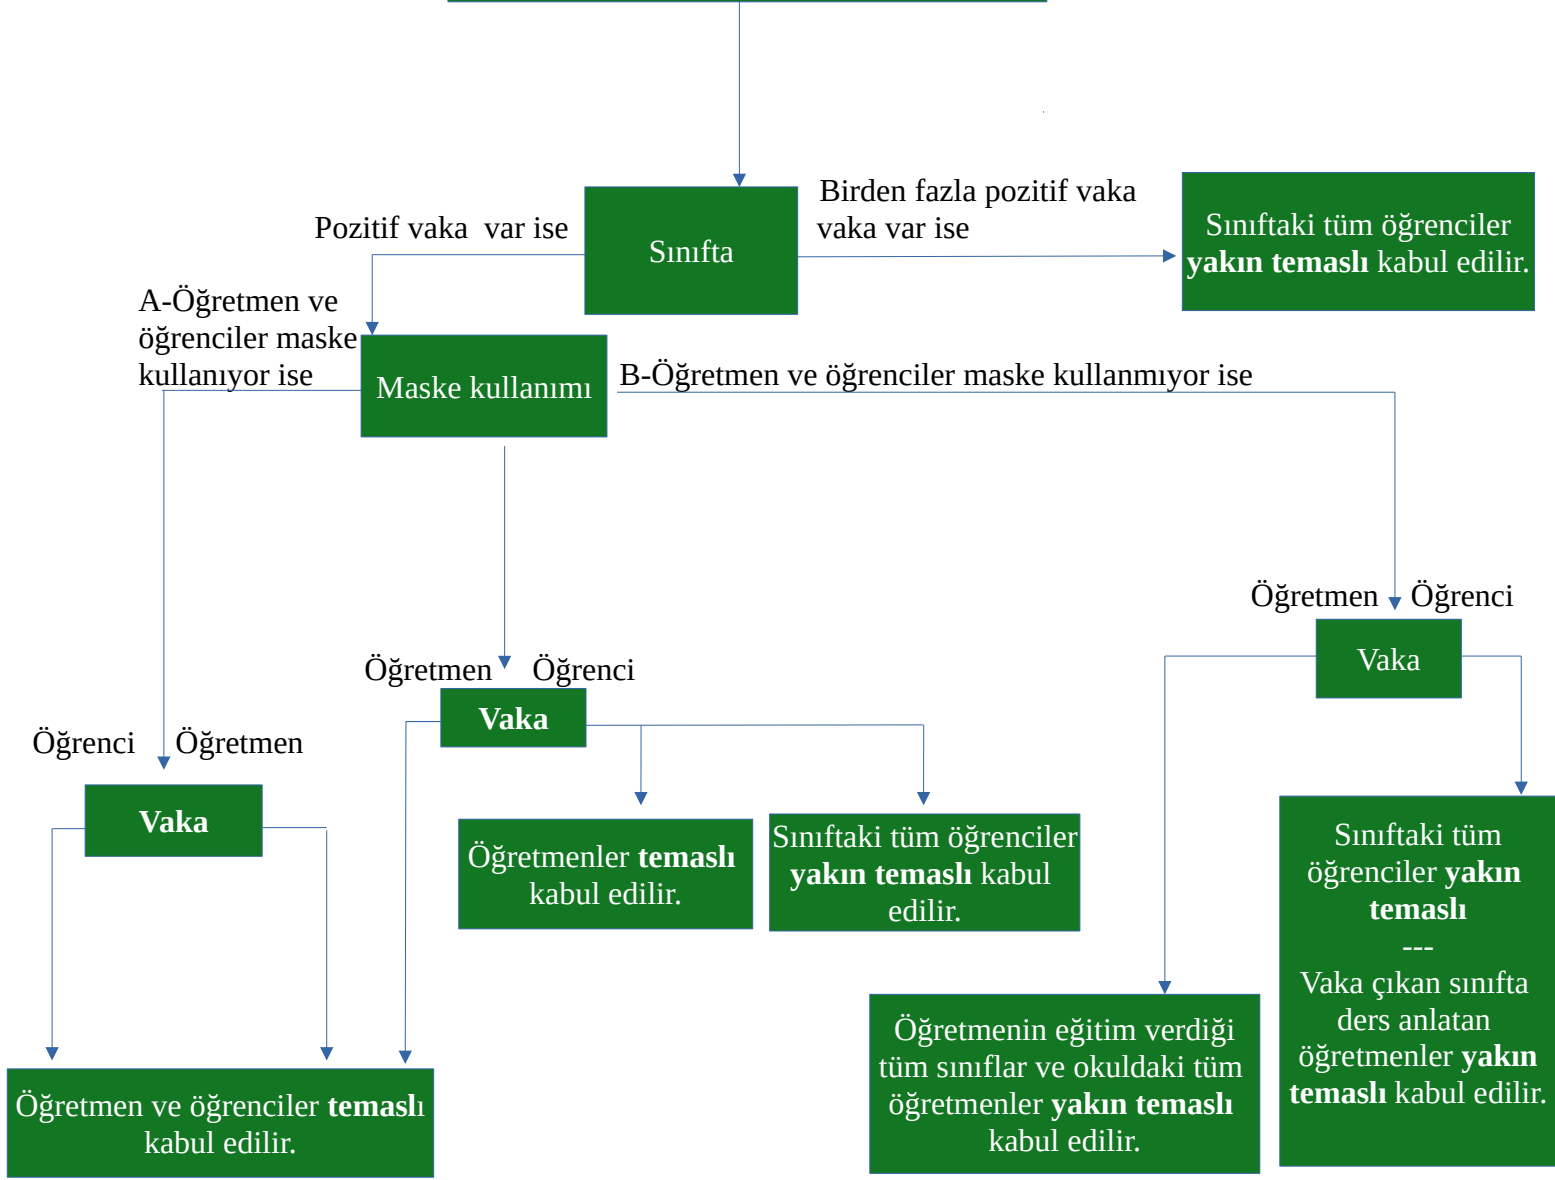 Birden fazla pozitif vaka
vaka var ise
Pozitif vaka  var ise
Sınıfta
Sınıftaki tüm öğrenciler
yakın temaslı kabul edilir.
A-Öğretmen ve
öğrenciler maske
kullanıyor ise
Maske kullanımı
B-Öğretmen ve öğrenciler maske kullanmıyor ise
Öğretmen
Öğrenci
Vaka
Öğretmen
Öğrenci
Vaka
Öğrenci
Öğretmen
Vaka
Öğretmenler temaslı
kabul edilir.
Sınıftaki tüm öğrenciler
yakın temaslı kabul
edilir.
Sınıftaki tüm
öğrenciler yakın
temaslı
---
Vaka çıkan sınıfta
ders anlatan
öğretmenler yakın
temaslı kabul edilir.
Öğretmenin eğitim verdiği
tüm sınıflar ve okuldaki tüm
öğretmenler yakın temaslı
kabul edilir.
Öğretmen ve öğrenciler temaslı
kabul edilir.